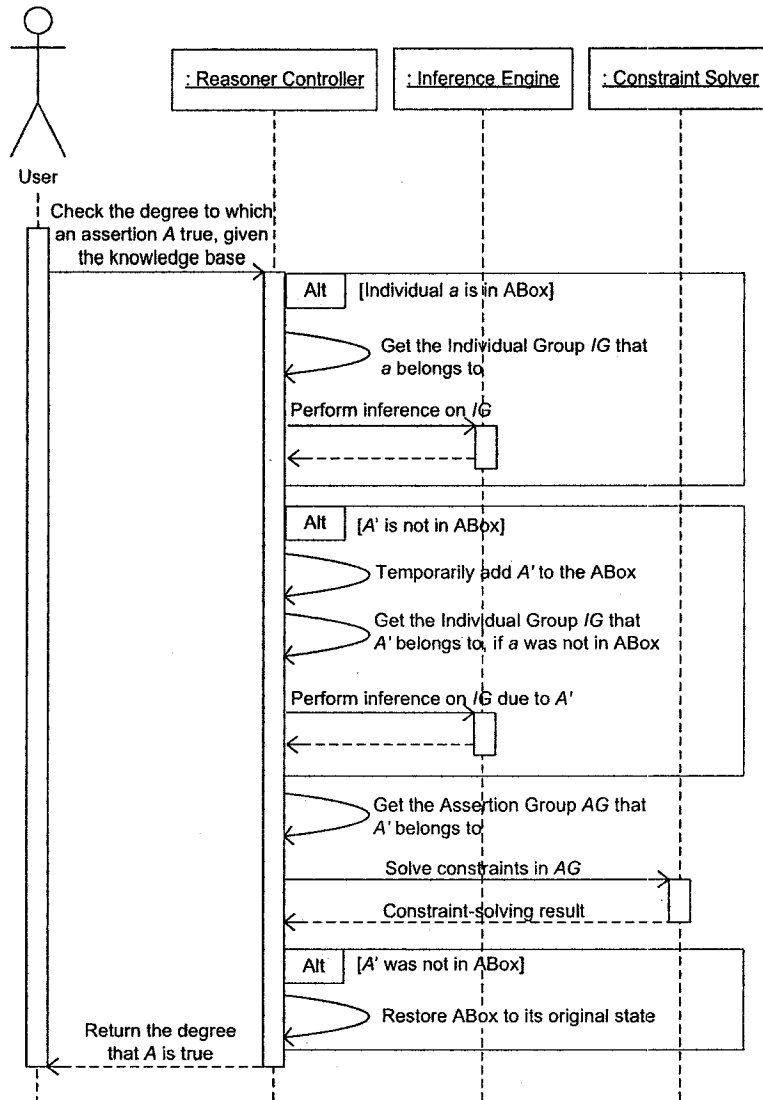 : Reasoner Controller
: Inference Engine
: Constraint Solver
User
Check the degree to which
an assertion A true, given
the knowledge base
Alt [Individual a is in ABox]
Get the Individual Group IG that
a belongs to
Perform inference on IG
Alt [A' is not in ABox]
Temporarily add A' to the ABox
Get the Individual Group IG that
A' belongs to, if a was not in ABox
Perform inference on IG due to A'
Get the Assertion Group AG that
A' belongs to
Solve constraints in AG
Constraint-solving result
Alt [A' was not in ABox]
Restore ABox to its original state
Return the degree
that A is true